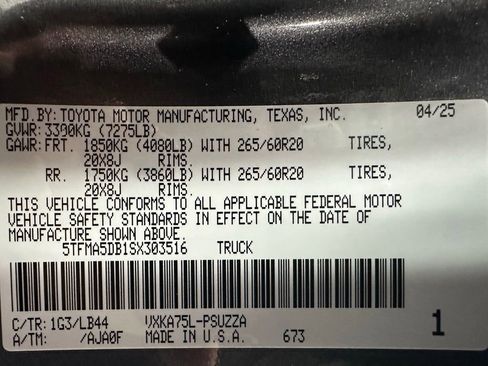 MFD.BY: TOYOTA MOTOR MANUFACTURING, TEXAS, INC. 04/25
GVWR: 3300KG (7275LB)
GAWR: FRT. 1850KG (4080LB) WITH 265/60R20 TIRES,
20X8J RIMS.
RR. 1750KG (3860LB) WITH 265/60R20 TIRES,
20X8J RIMS.
THIS VEHICLE CONFORMS TO ALL APPLICABLE FEDERAL MOTOR
VEHICLE SAFETY STANDARDS IN EFFECT ON THE DATE OF
MANUFACTURE SHOWN ABOVE.
5TFMA5DB1SX303516 TRUCK
C/TR: 1G3/LB44 VXKA75L-PSUZZA 1
A/TM: /AJA0F MADE IN U.S.A. 673